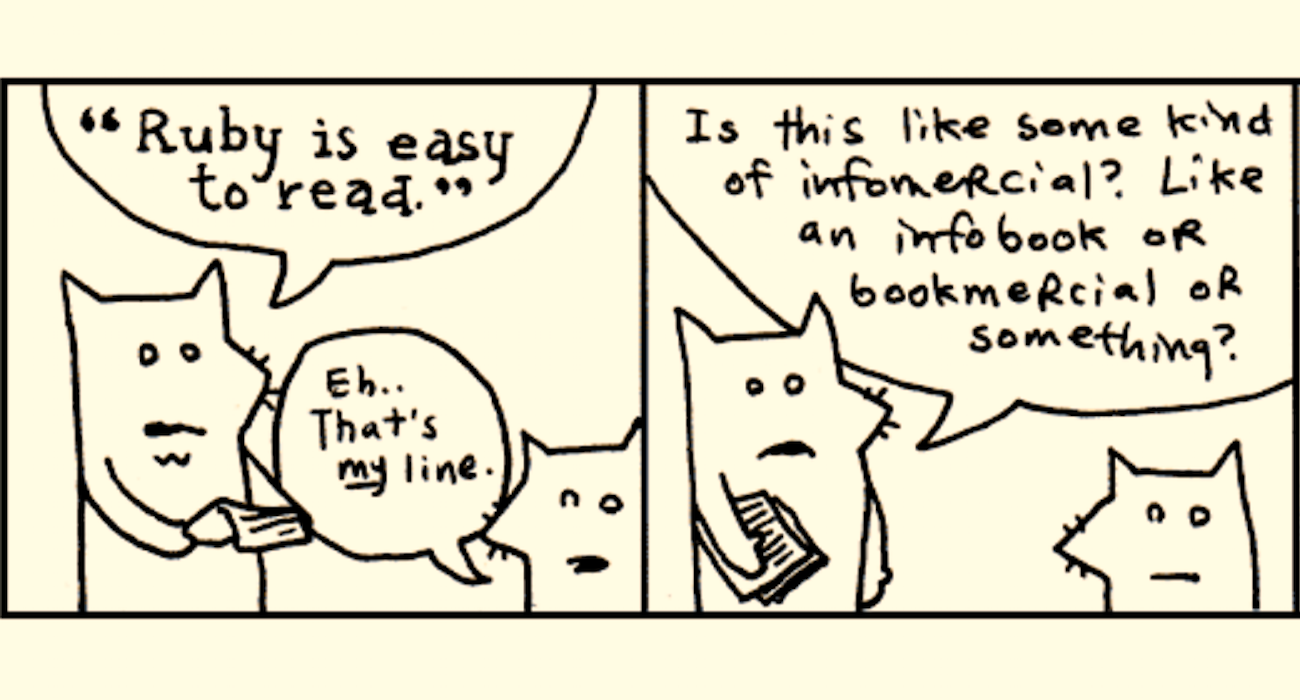 “Ruby is easy
to read.”
Eh..
That's
my line.
Is this like some kind
of infomercial? Like
an infobook or
bookmercial or
something?